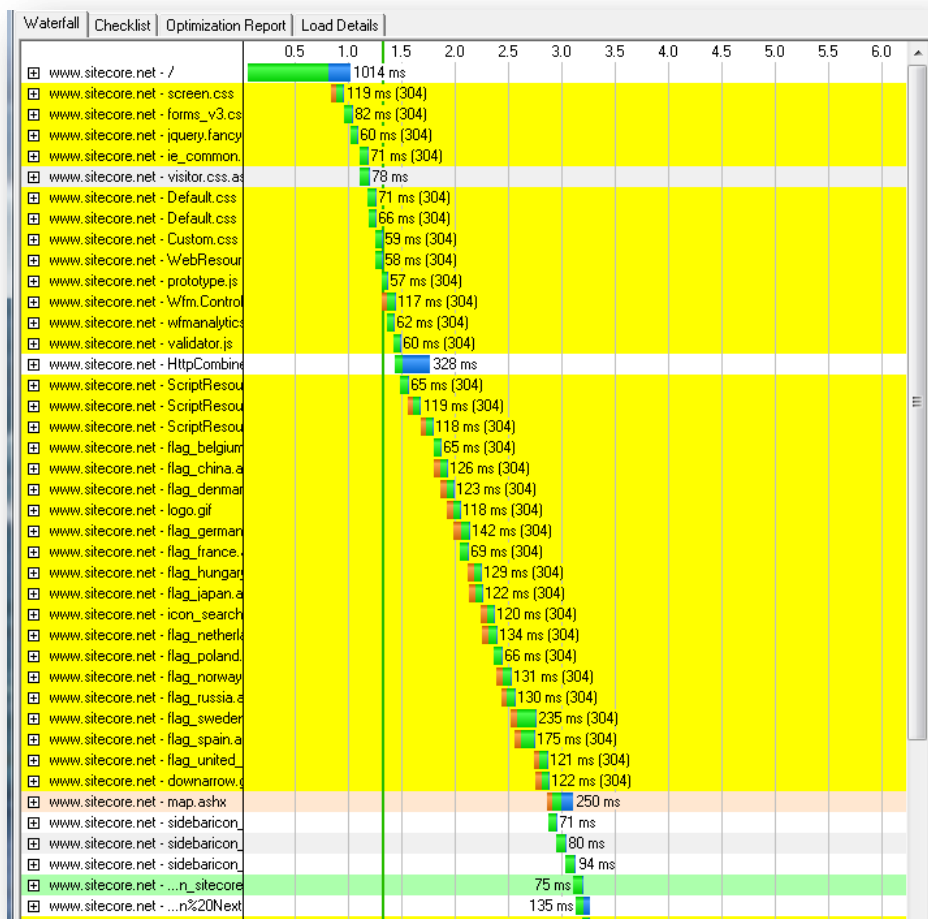 Waterfall Checklist Optimization Report Load Details
0.5 1.0 1.5 2.0 2.5 3.0 3.5 4.0 4.5 5.0 5.5 6.0
www.sitecore.net - / 1014 ms
www.sitecore.net - screen.css 119 ms (304)
www.sitecore.net - forms_v3.cs 82 ms (304)
www.sitecore.net - jquery.fancy 60 ms (304)
www.sitecore.net - ie_common. 71 ms (304)
www.sitecore.net - visitor.css.as 78 ms
www.sitecore.net - Default.css 71 ms (304)
www.sitecore.net - Default.css 66 ms (304)
www.sitecore.net - Custom.css 59 ms (304)
www.sitecore.net - WebResour 58 ms (304)
www.sitecore.net - prototype.js 57 ms (304)
www.sitecore.net - Wfm.Control 117 ms (304)
www.sitecore.net - wfmanalytics 62 ms (304)
www.sitecore.net - validator.js 60 ms (304)
www.sitecore.net - HttpCombine 328 ms
www.sitecore.net - ScriptResou 65 ms (304)
www.sitecore.net - ScriptResou 119 ms (304)
www.sitecore.net - ScriptResou 118 ms (304)
www.sitecore.net - flag_belgium 65 ms (304)
www.sitecore.net - flag_china.a 126 ms (304)
www.sitecore.net - flag_denmar 123 ms (304)
www.sitecore.net - logo.gif 118 ms (304)
www.sitecore.net - flag_german 142 ms (304)
www.sitecore.net - flag_france. 69 ms (304)
www.sitecore.net - flag_hungary 129 ms (304)
www.sitecore.net - flag_japan.a 122 ms (304)
www.sitecore.net - icon_search 120 ms (304)
www.sitecore.net - flag_netherla 134 ms (304)
www.sitecore.net - flag_poland. 66 ms (304)
www.sitecore.net - flag_norway 131 ms (304)
www.sitecore.net - flag_russia.a 130 ms (304)
www.sitecore.net - flag_sweden 235 ms (304)
www.sitecore.net - flag_spain.a 175 ms (304)
www.sitecore.net - flag_united_ 121 ms (304)
www.sitecore.net - downarrow.g 122 ms (304)
www.sitecore.net - map.ashx 250 ms
www.sitecore.net - sidebaricon_ 71 ms
www.sitecore.net - sidebaricon_ 80 ms
www.sitecore.net - sidebaricon_ 94 ms
www.sitecore.net - ...n_sitecore 75 ms
www.sitecore.net - ...n%20Next 135 ms